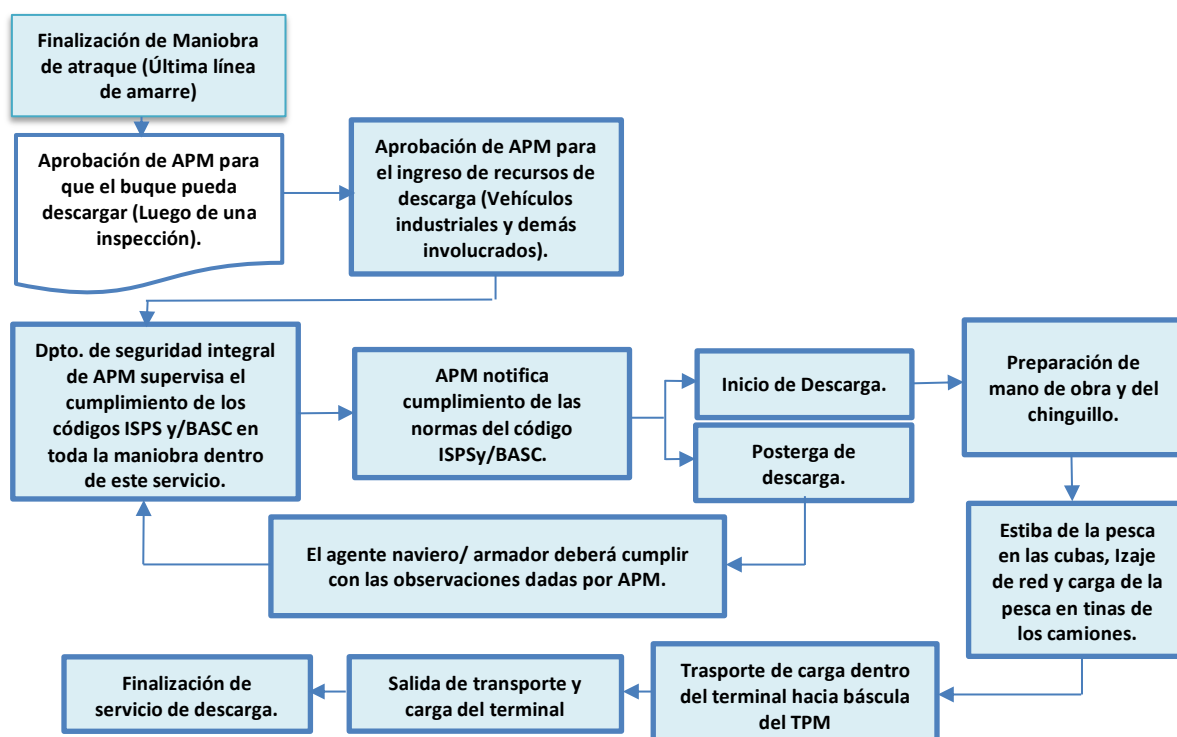 Finalización de Maniobra
de atraque (Última línea
de amarre)
Aprobación de APM para
que el buque pueda
descargar (Luego de una
inspección).
Aprobación de APM para
el ingreso de recursos de
descarga (Vehículos
industriales y demás
involucrados).
Dpto. de seguridad integral
de APM supervisa el
cumplimiento de los
códigos ISPS y/BASC en
toda la maniobra dentro
de este servicio.
APM notifica
cumplimiento de las
normas del código
ISPSy/BASC.
Inicio de Descarga.
Posterga de
descarga.
Preparación de
mano de obra y del
chinguillo.
El agente naviero/ armador deberá cumplir
con las observaciones dadas por APM.
Estiba de la pesca
en las cubas, Izaje
de red y carga de la
pesca en tinas de
los camiones.
Trasporte de carga dentro
del terminal hacia báscula
del TPM
Salida de transporte y
carga del terminal
Finalización de
servicio de descarga.